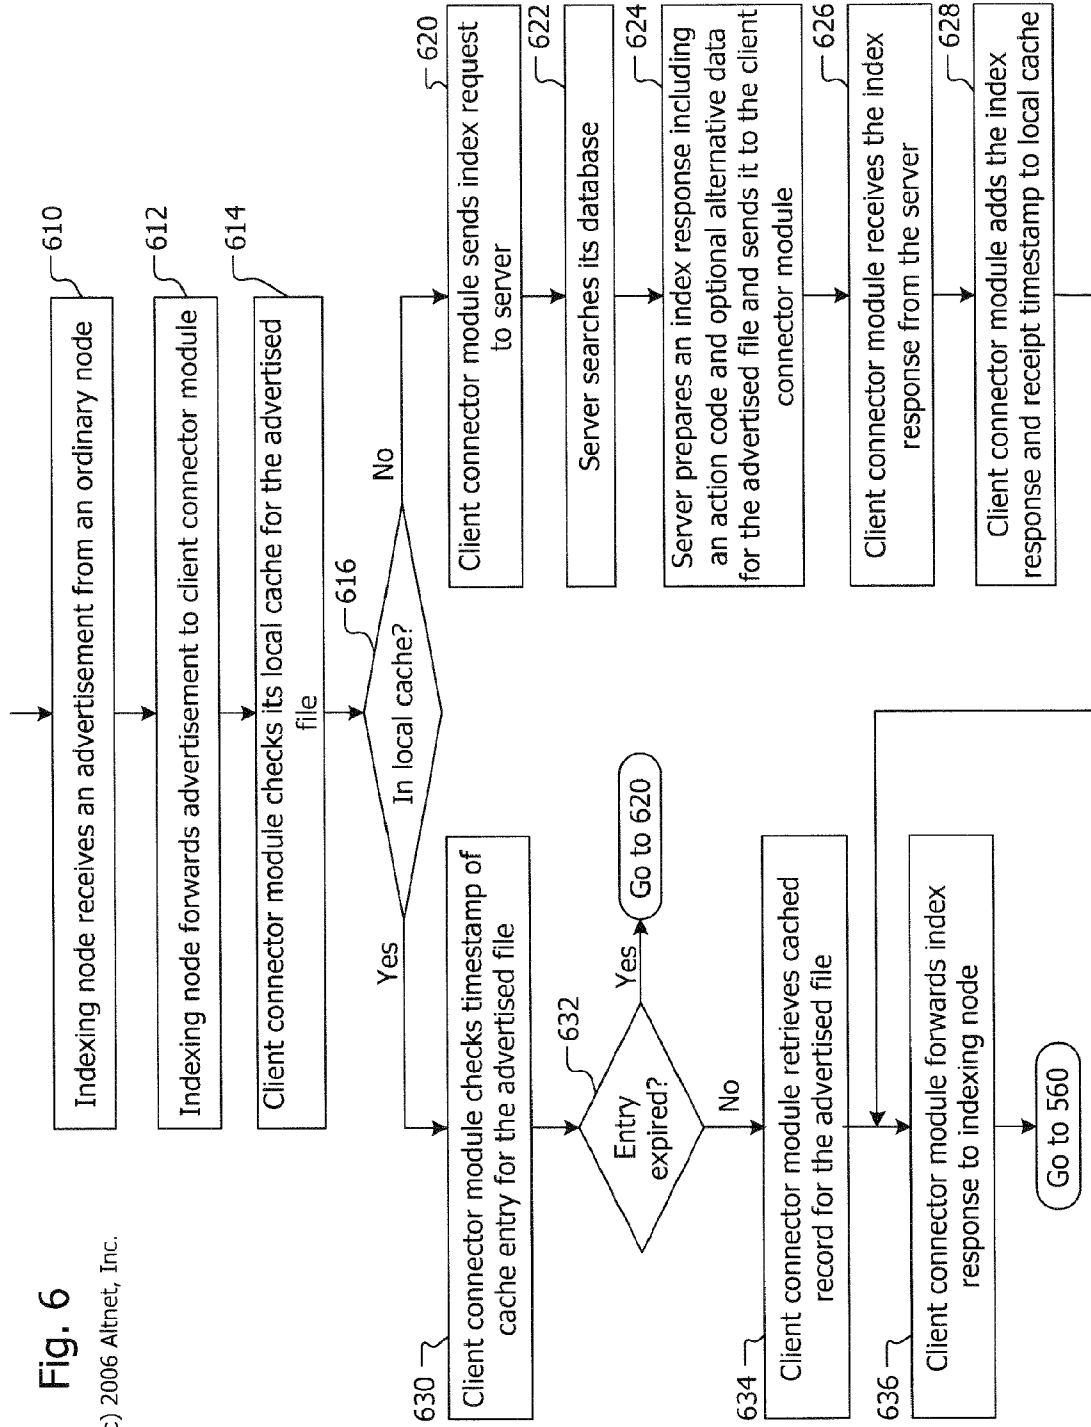 Fig. 6
c) 2006 Altnet, Inc.
610
Indexing node receives an advertisement from an ordinary node
612
Indexing node forwards advertisement to client connector module
614
Client connector module checks its local cache for the advertised
file
616
In local cache?
Yes
No
620
Client connector module sends index request
to server
622
Server searches its database
624
Server prepares an index response including
an action code and optional alternative data
for the advertised file and sends it to the client
connector module
626
Client connector module receives the index
response from the server
628
Client connector module adds the index
response and receipt timestamp to local cache
630
Client connector module checks timestamp of
cache entry for the advertised file
632
Entry
expired?
Yes
Go to 620
No
634
Client connector module retrieves cached
record for the advertised file
636
Client connector module forwards index
response to indexing node
Go to 560